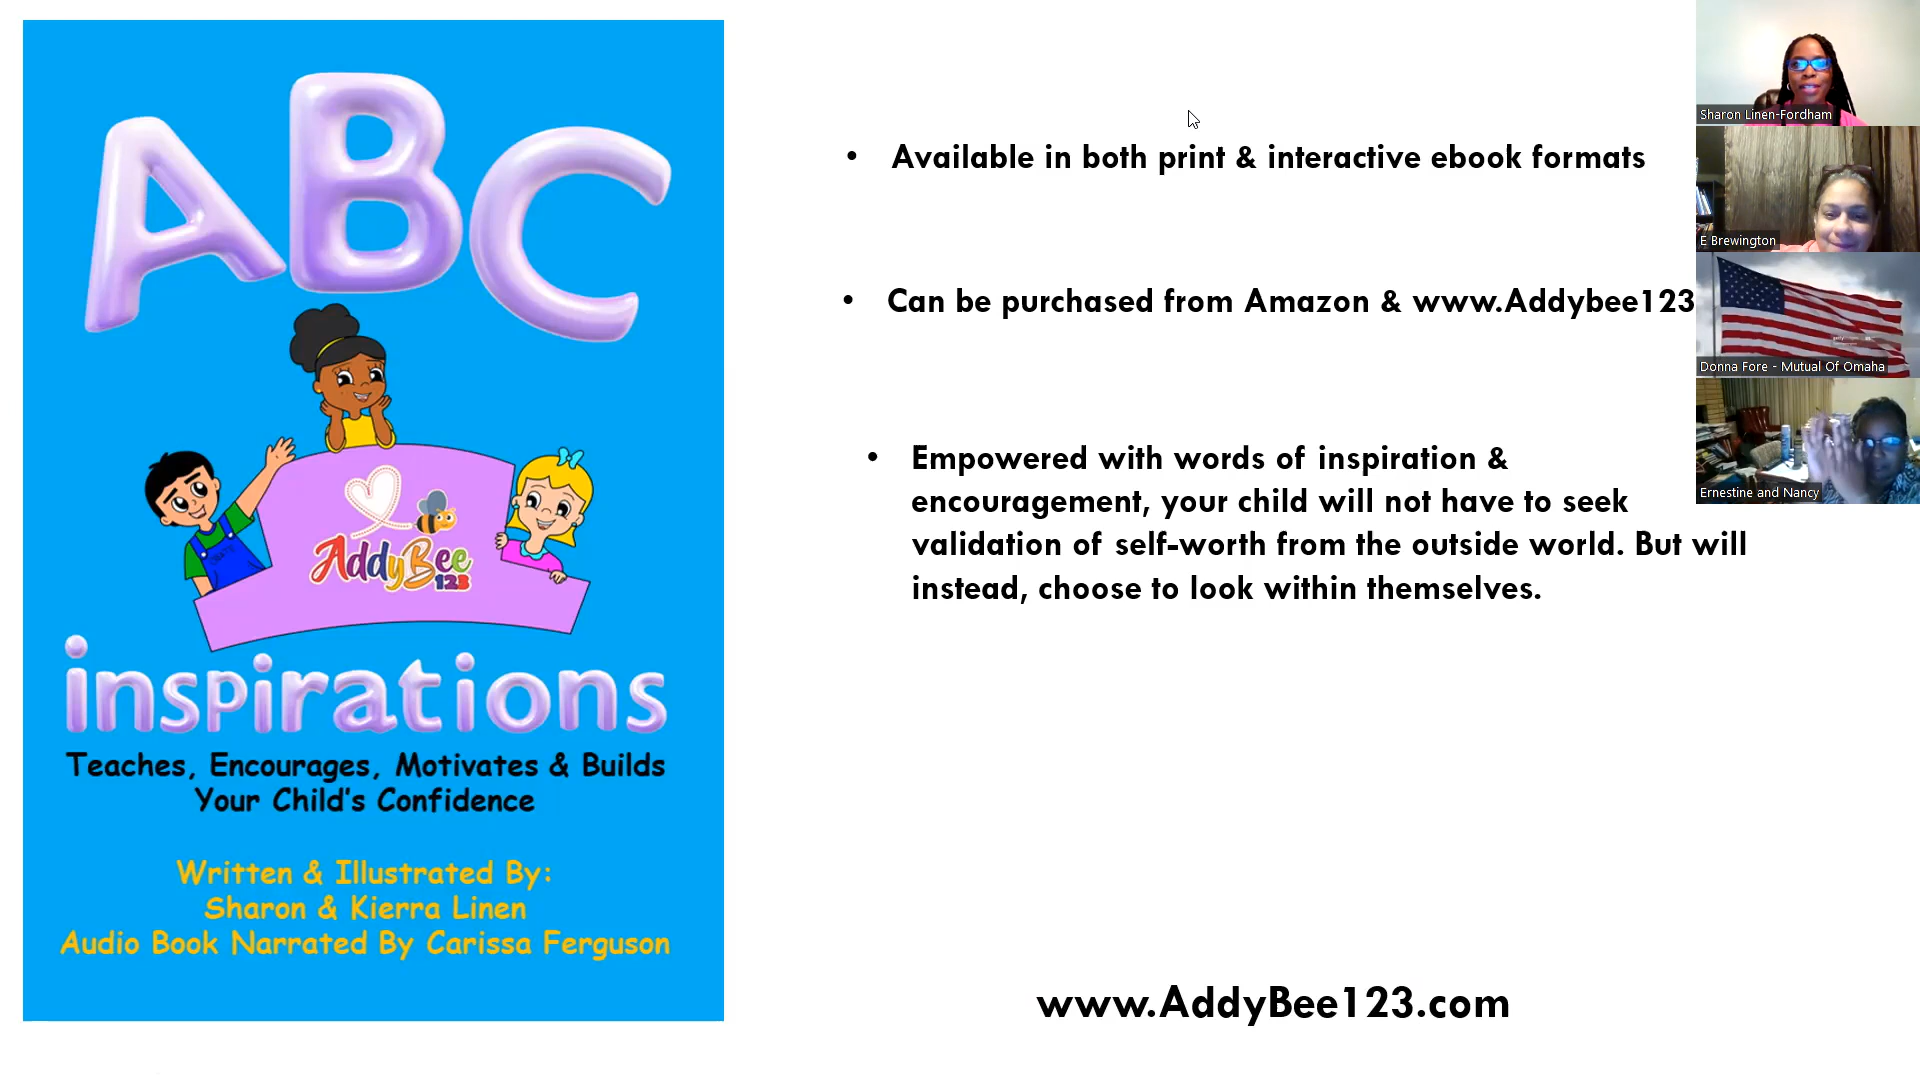 ABC
AddyBee
123
inspirations
Teaches, Encourages, Motivates & Builds
Your Child's Confidence
Written & Illustrated By:
Sharon & Kierra Linen
Audio Book Narrated By Carissa Ferguson
• Available in both print & interactive ebook formats
• Can be purchased from Amazon & www.Addybee123
• Empowered with words of inspiration &
encouragement, your child will not have to seek
validation of self-worth from the outside world. But will
instead, choose to look within themselves.
www.AddyBee123.com
Sharon Linen-Fordham
E Brewington
Donna Fore - Mutual Of Omaha
Ernestine and Nancy